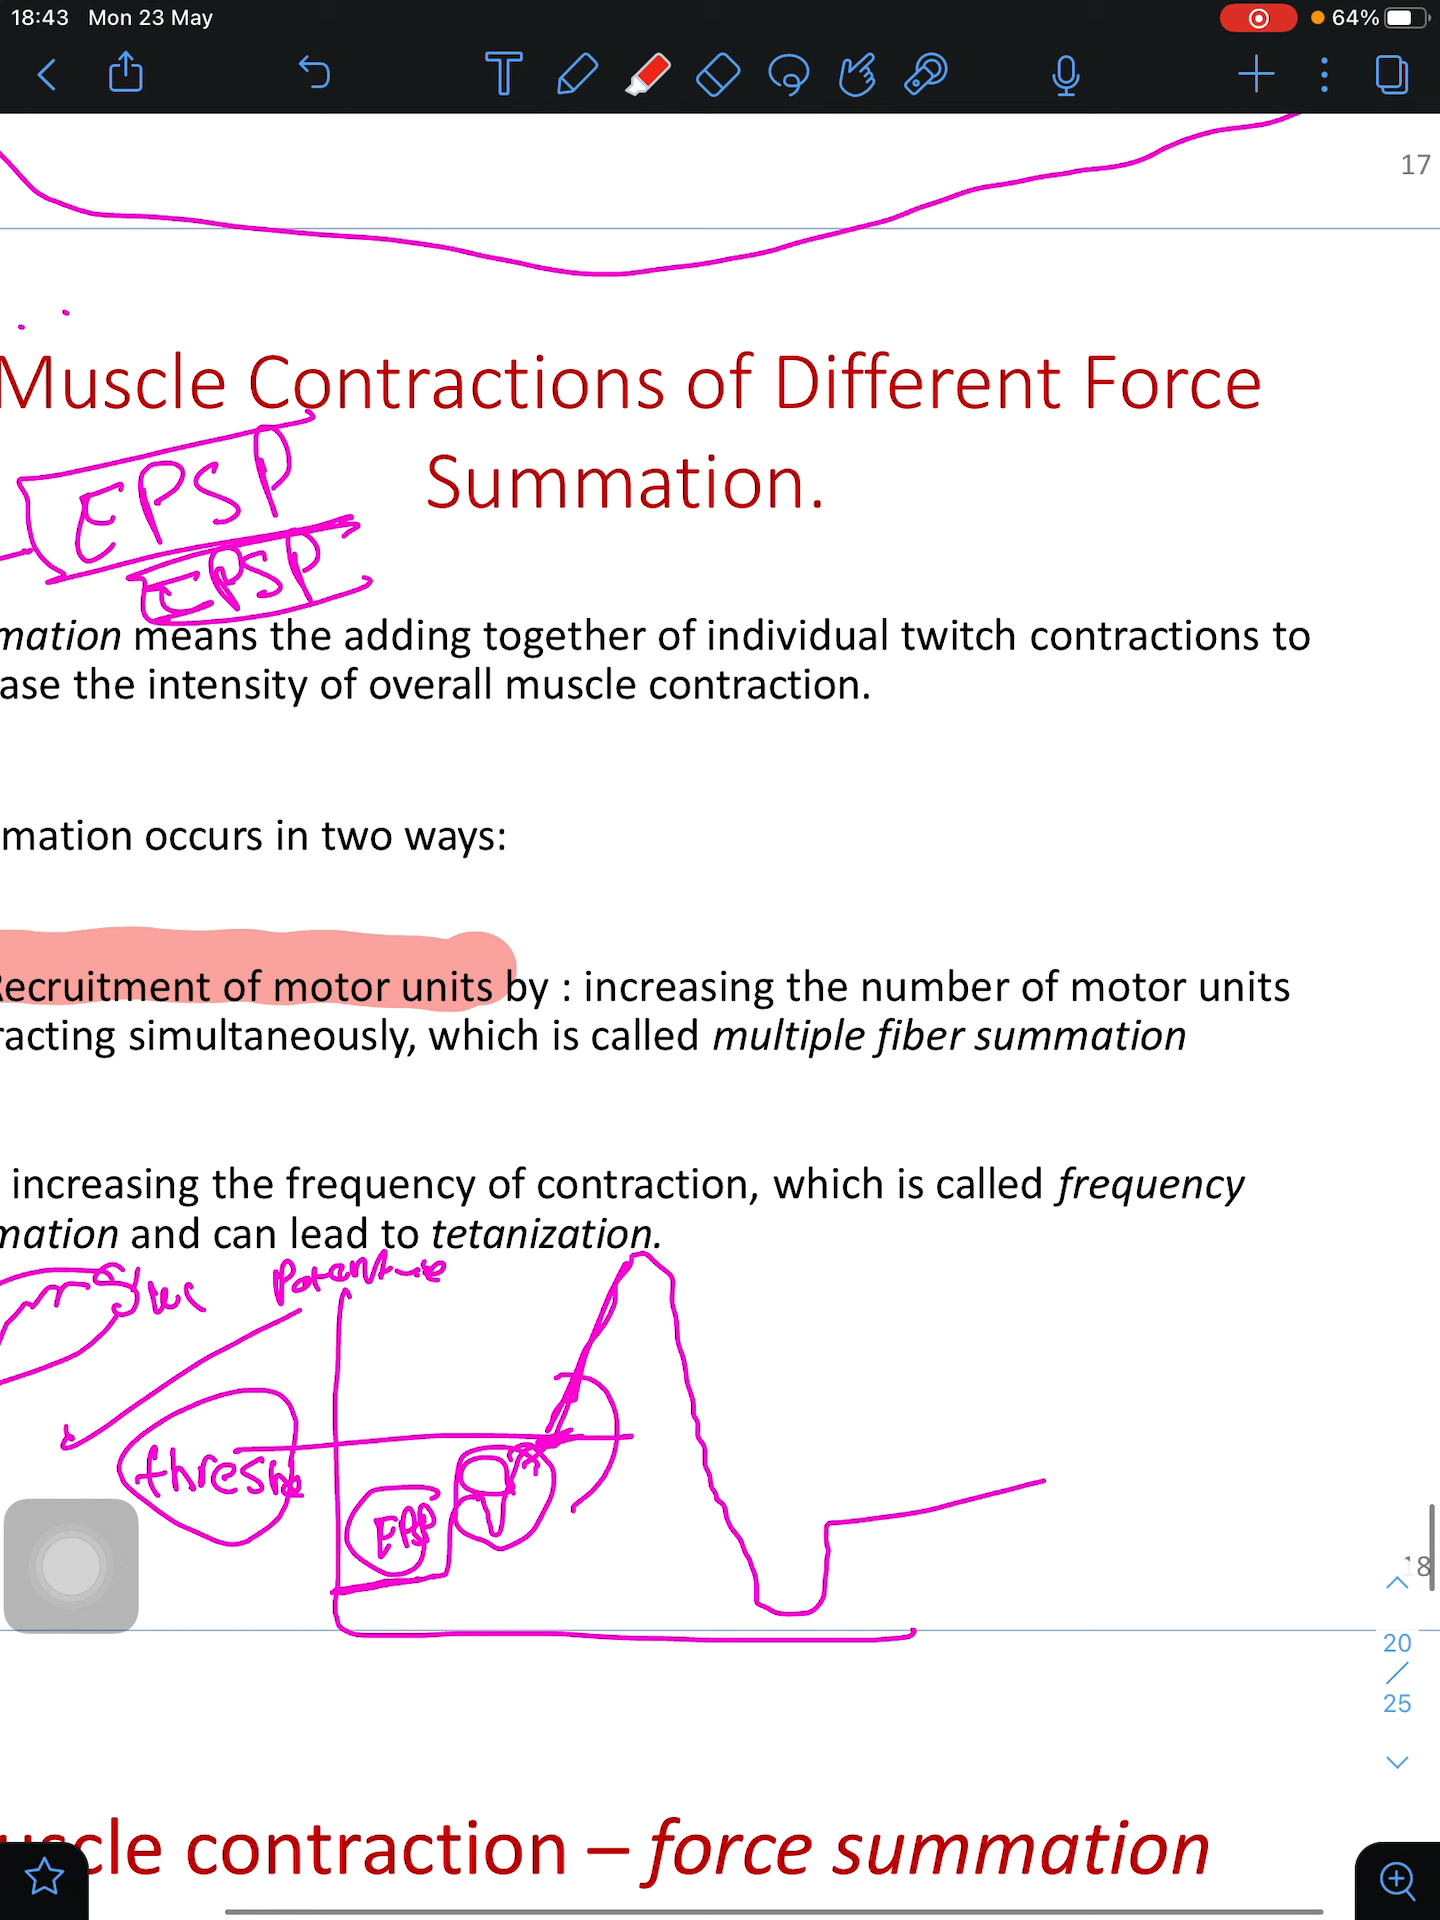 18:43 Mon 23 May
64%
17
Muscle Contractions of Different Force
Summation.
EPSP
EPSP
mation means the adding together of individual twitch contractions to
ase the intensity of overall muscle contraction.
mation occurs in two ways:
Recruitment of motor units by : increasing the number of motor units
racting simultaneously, which is called multiple fiber summation
increasing the frequency of contraction, which is called frequency
mation and can lead to tetanization.
thresh
EPSP
18
20
/
25
uscle contraction – force summation